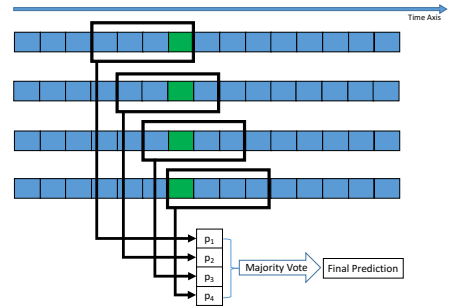 Time Axis
p1
p2
p3
p4
Majority Vote
Final Prediction